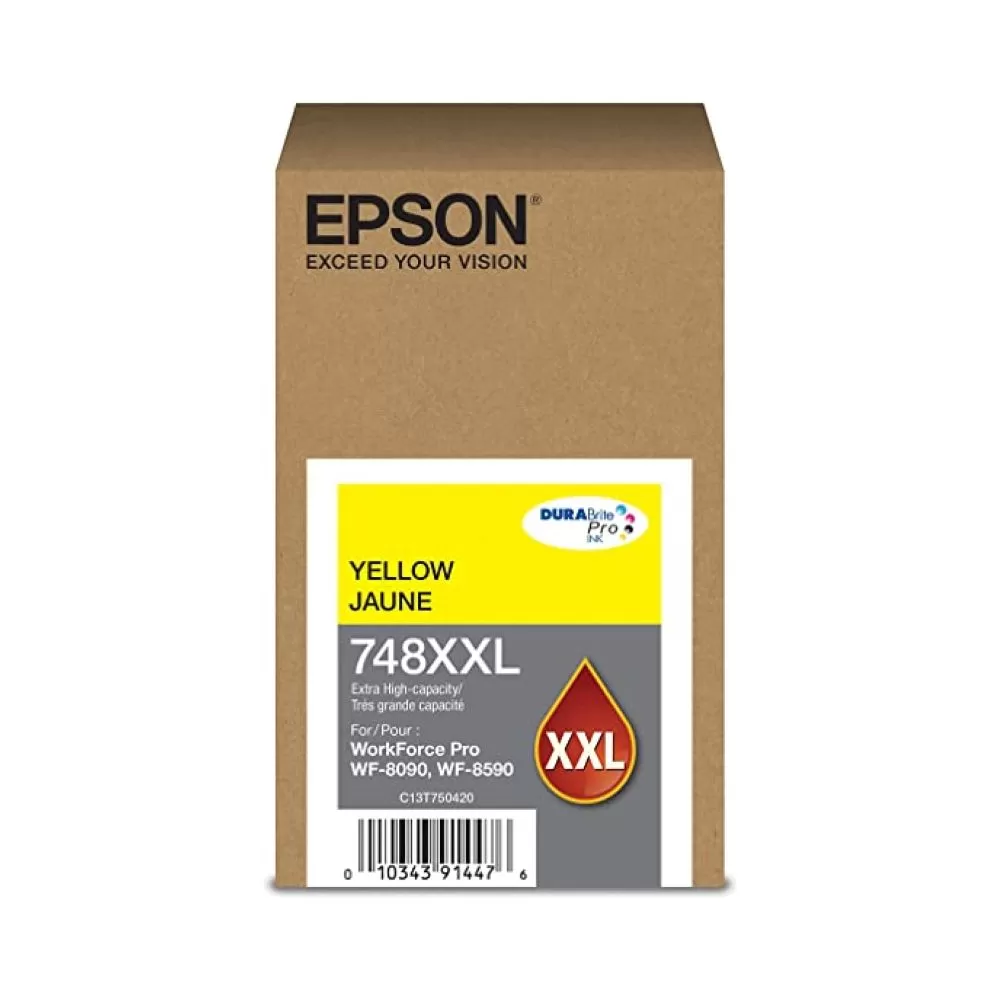 EPSON®
EXCEED YOUR VISION
DURABrite
Pro
INK
YELLOW
JAUNE
748XXL
Extra High-capacity/
Très grande capacité
For/Pour :
WorkForce Pro
WF-8090, WF-8590
XXL
C13T750420
0 10343 91447 6